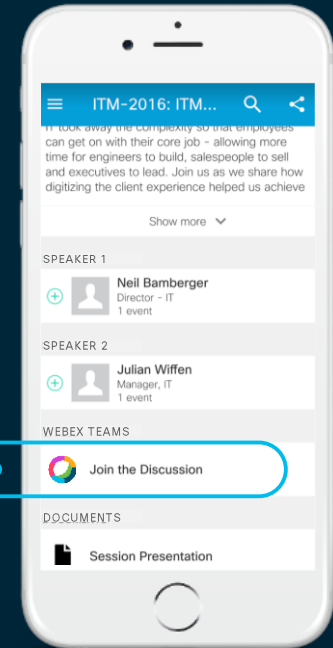 ITM-2016: ITM...
IT took away the complexity so that employees
can get on with their core job - allowing more
time for engineers to build, salespeople to sell
and executives to lead. Join us as we share how
digitizing the client experience helped us achieve
Show more
SPEAKER 1
Neil Bamberger
Director - IT
1 event
SPEAKER 2
Julian Wiffen
Manager, IT
1 event
WEBEX TEAMS
Join the Discussion
DOCUMENTS
Session Presentation